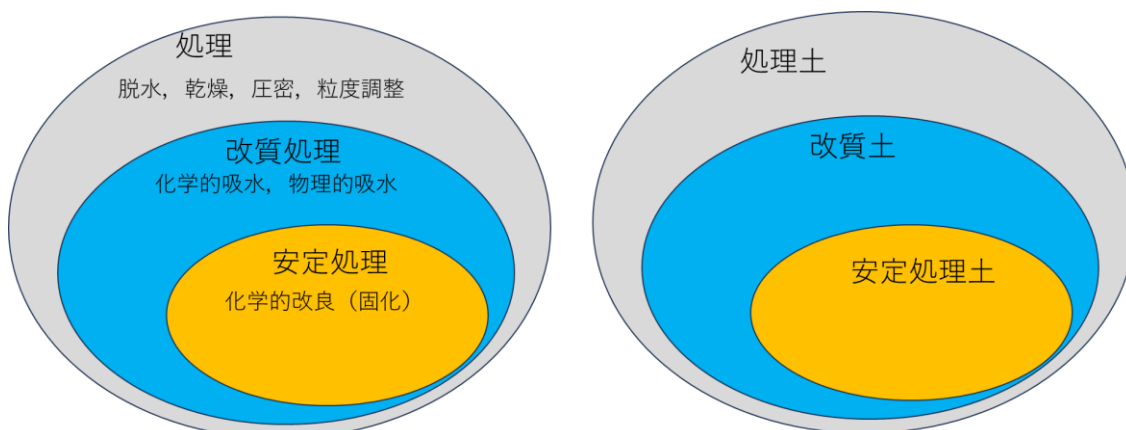 処理
脱水，乾燥，圧密，粒度調整
改質処理
化学的吸水，物理的吸水
安定処理
化学的改良（固化）
処理土
改質土
安定処理土